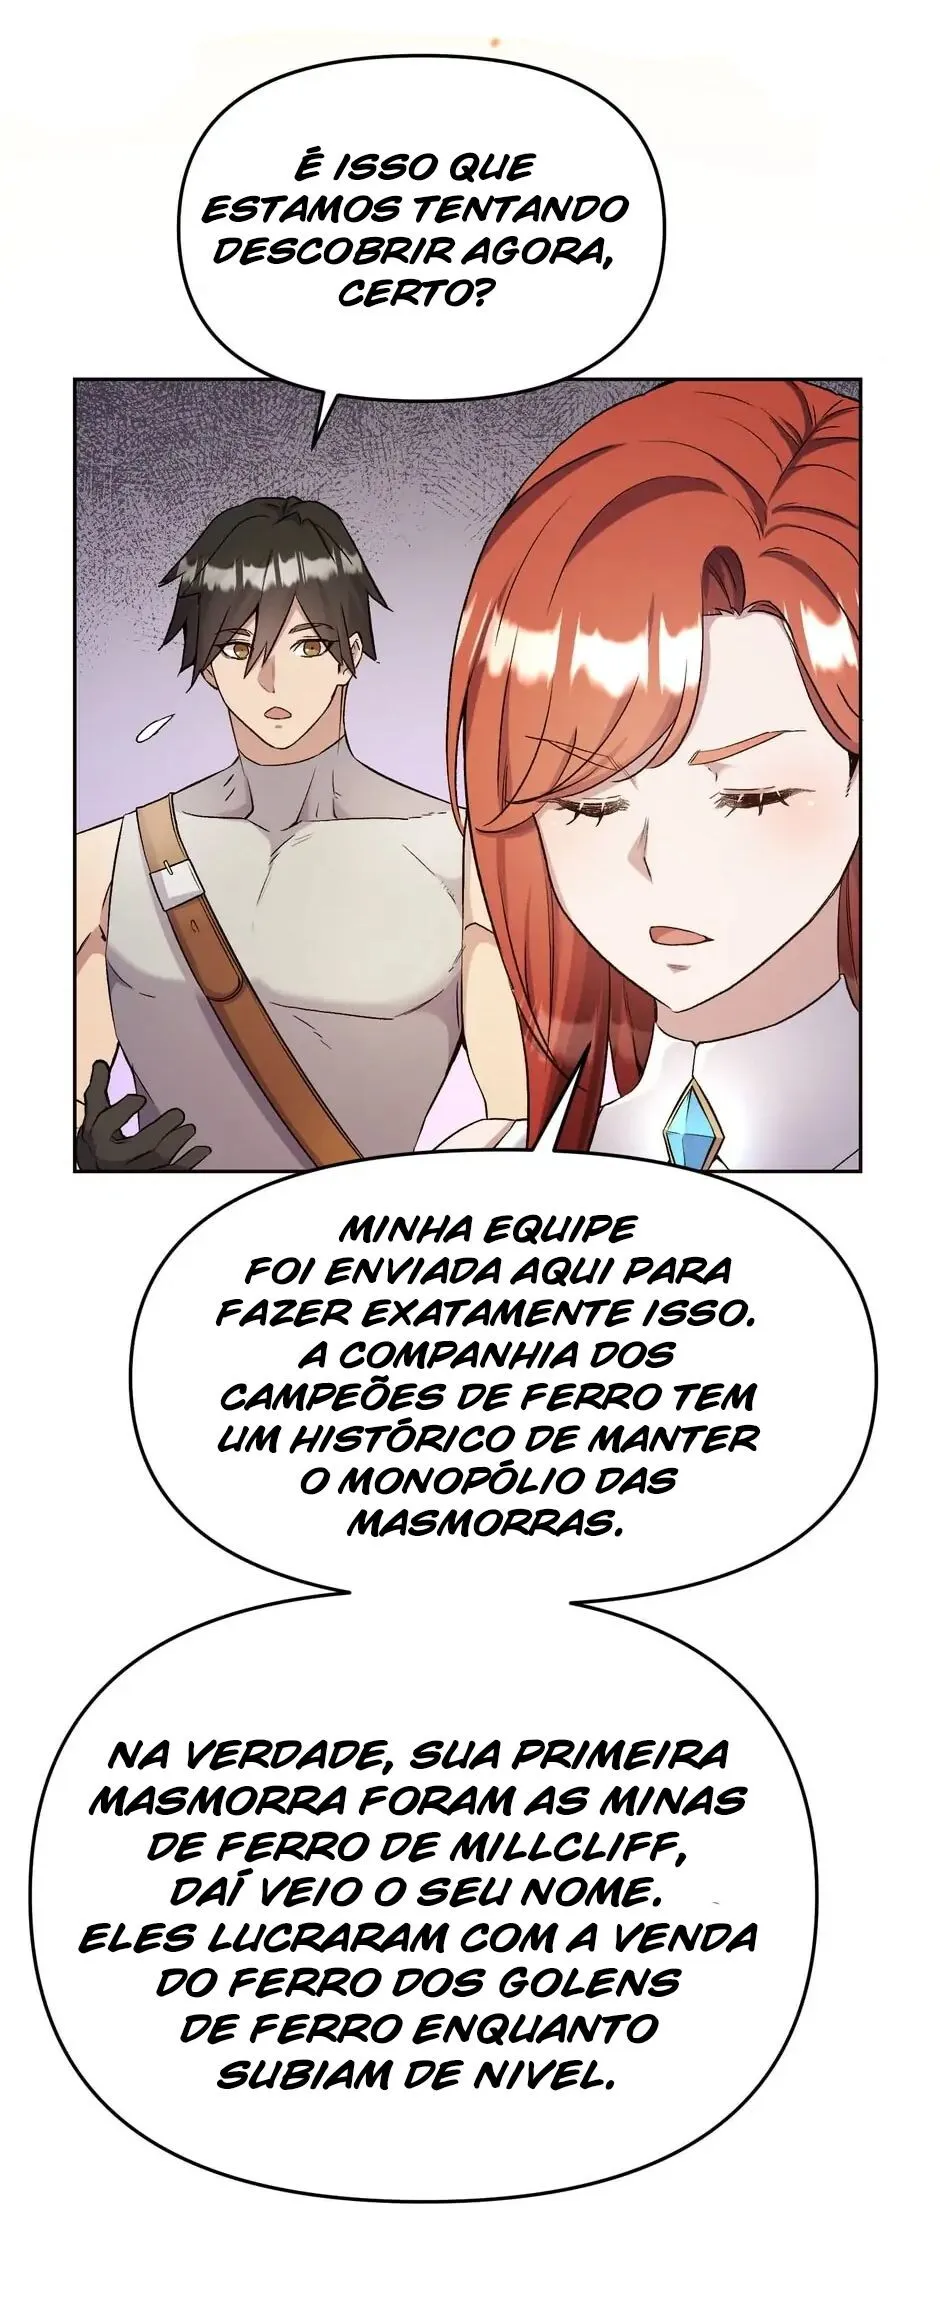 É ISSO QUE
ESTAMOS TENTANDO
DESCOBRIR AGORA,
CERTO?
MINHA EQUIPE
FOI ENVIADA AQUI PARA
FAZER EXATAMENTE ISSO.
A COMPANHIA DOS
CAMPEÕES DE FERRO TEM
UM HISTÓRICO DE MANTER
O MONOPÓLIO DAS
MASMORRAS.
NA VERDADE, SUA PRIMEIRA
MASMORRA FORAM AS MINAS
DE FERRO DE MILLCLIFF,
DAÍ VEIO O SEU NOME.
ELES LUCRARAM COM A VENDA
DO FERRO DOS GOLENS
DE FERRO ENQUANTO
SUBIAM DE NIVEL.